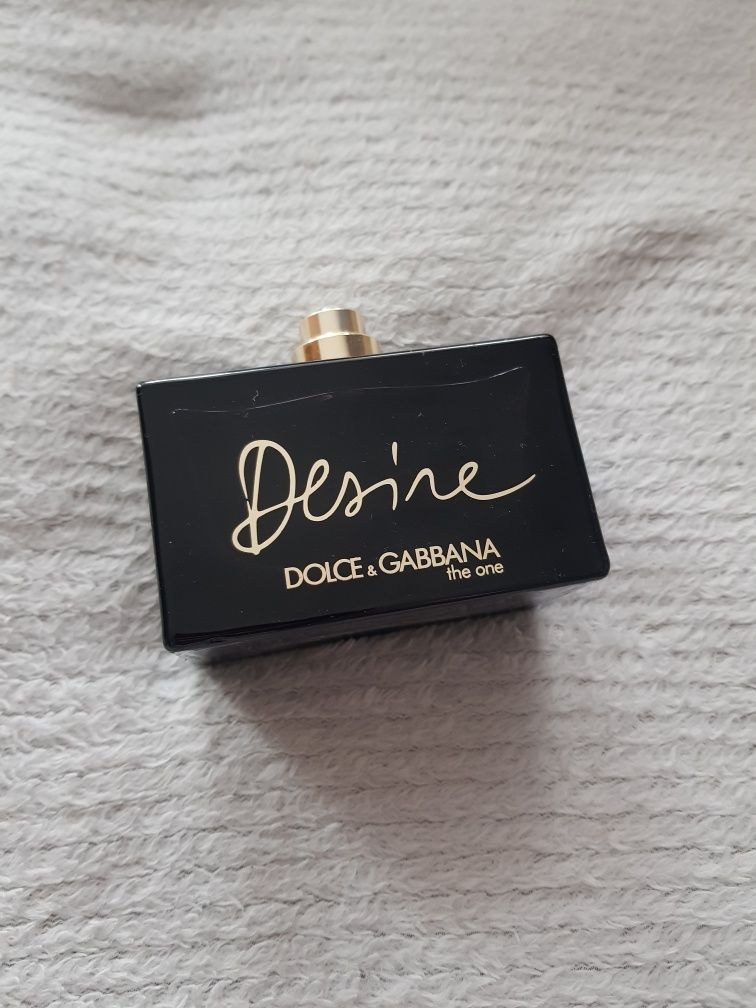 Desire
DOLCE & GABBANA
the one